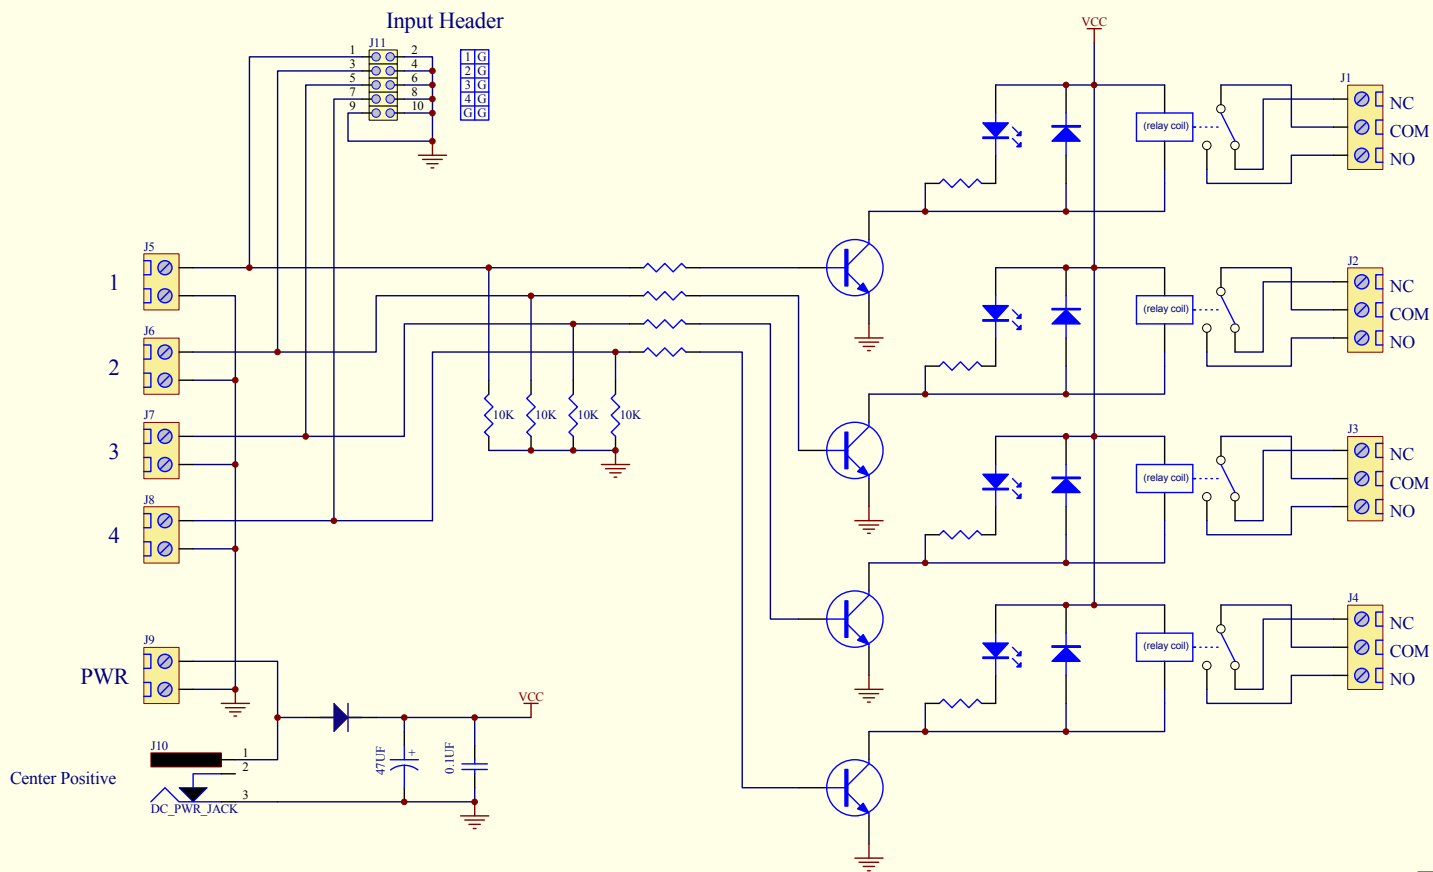 Input Header
J11
1 2
3 4
5 6
7 8
9 10
1 G
2 G
3 G
4 G
G G
VCC
(relay coil)
J1
NC
COM
NO
J5
1
(relay coil)
J2
NC
COM
NO
J6
2
J7
3
10K 10K 10K 10K
(relay coil)
J3
NC
COM
NO
J8
4
(relay coil)
J4
NC
COM
NO
J9
PWR
VCC
J10
1
2
3
Center Positive
DC_PWR_JACK
47UF
+
0.1UF